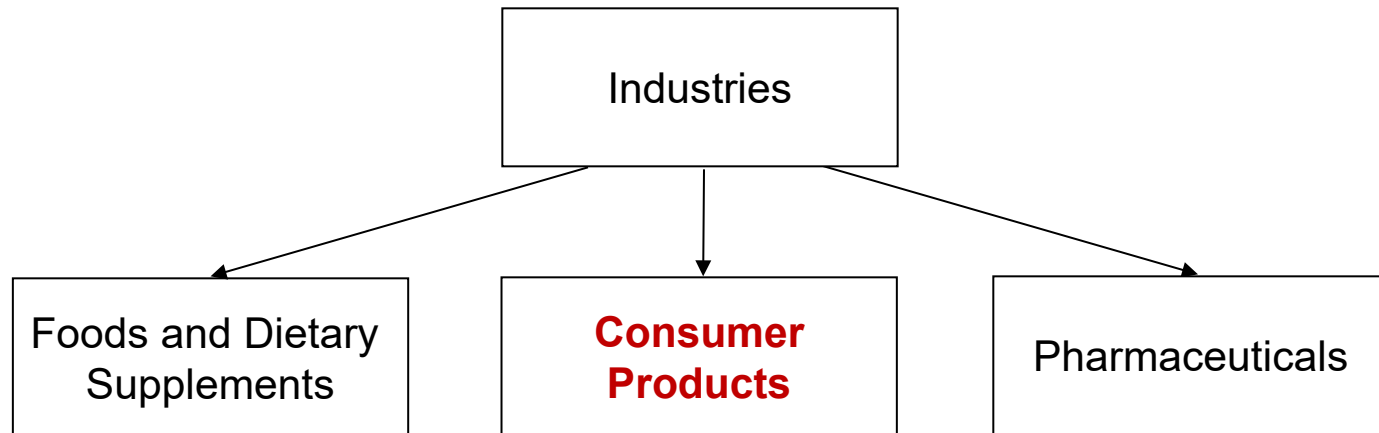 Industries
Foods and Dietary
Supplements
Consumer
Products
Pharmaceuticals